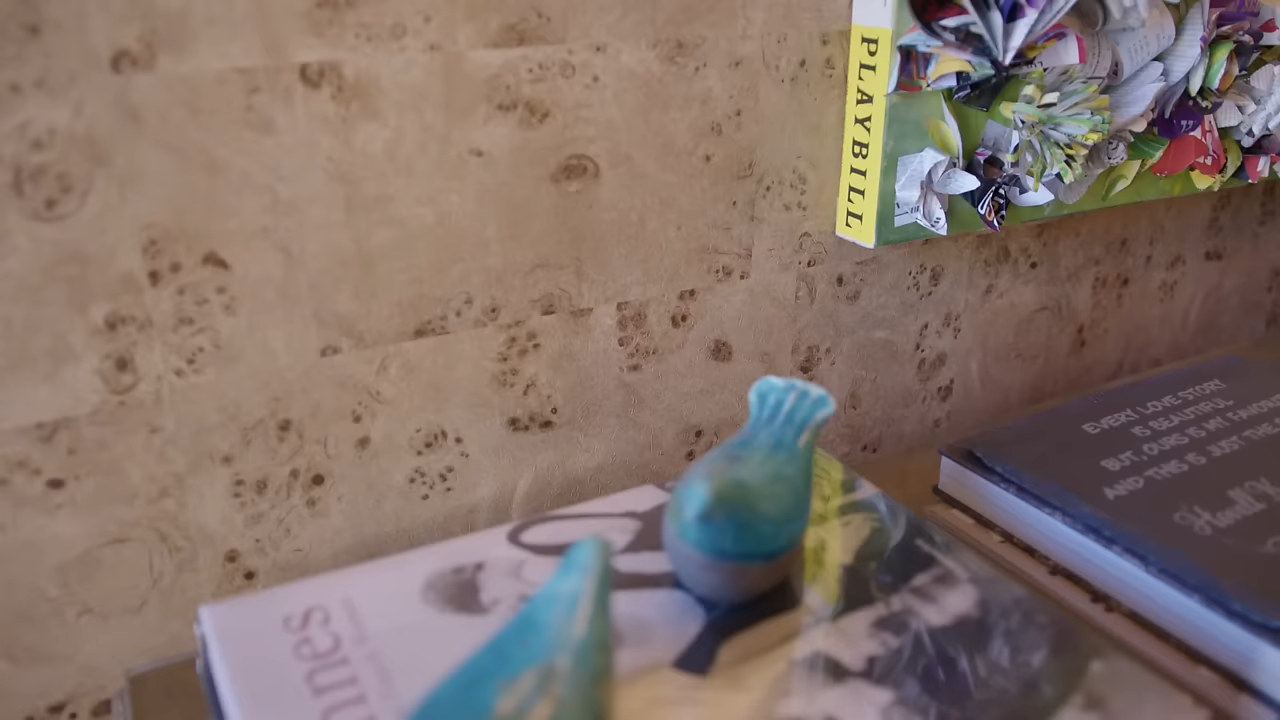 PLAYBILL
EVERY LOVE STORY
IS BEAUTIFUL
BUT, OURS IS MY FAVORI
AND THIS IS JUST THE
nnes